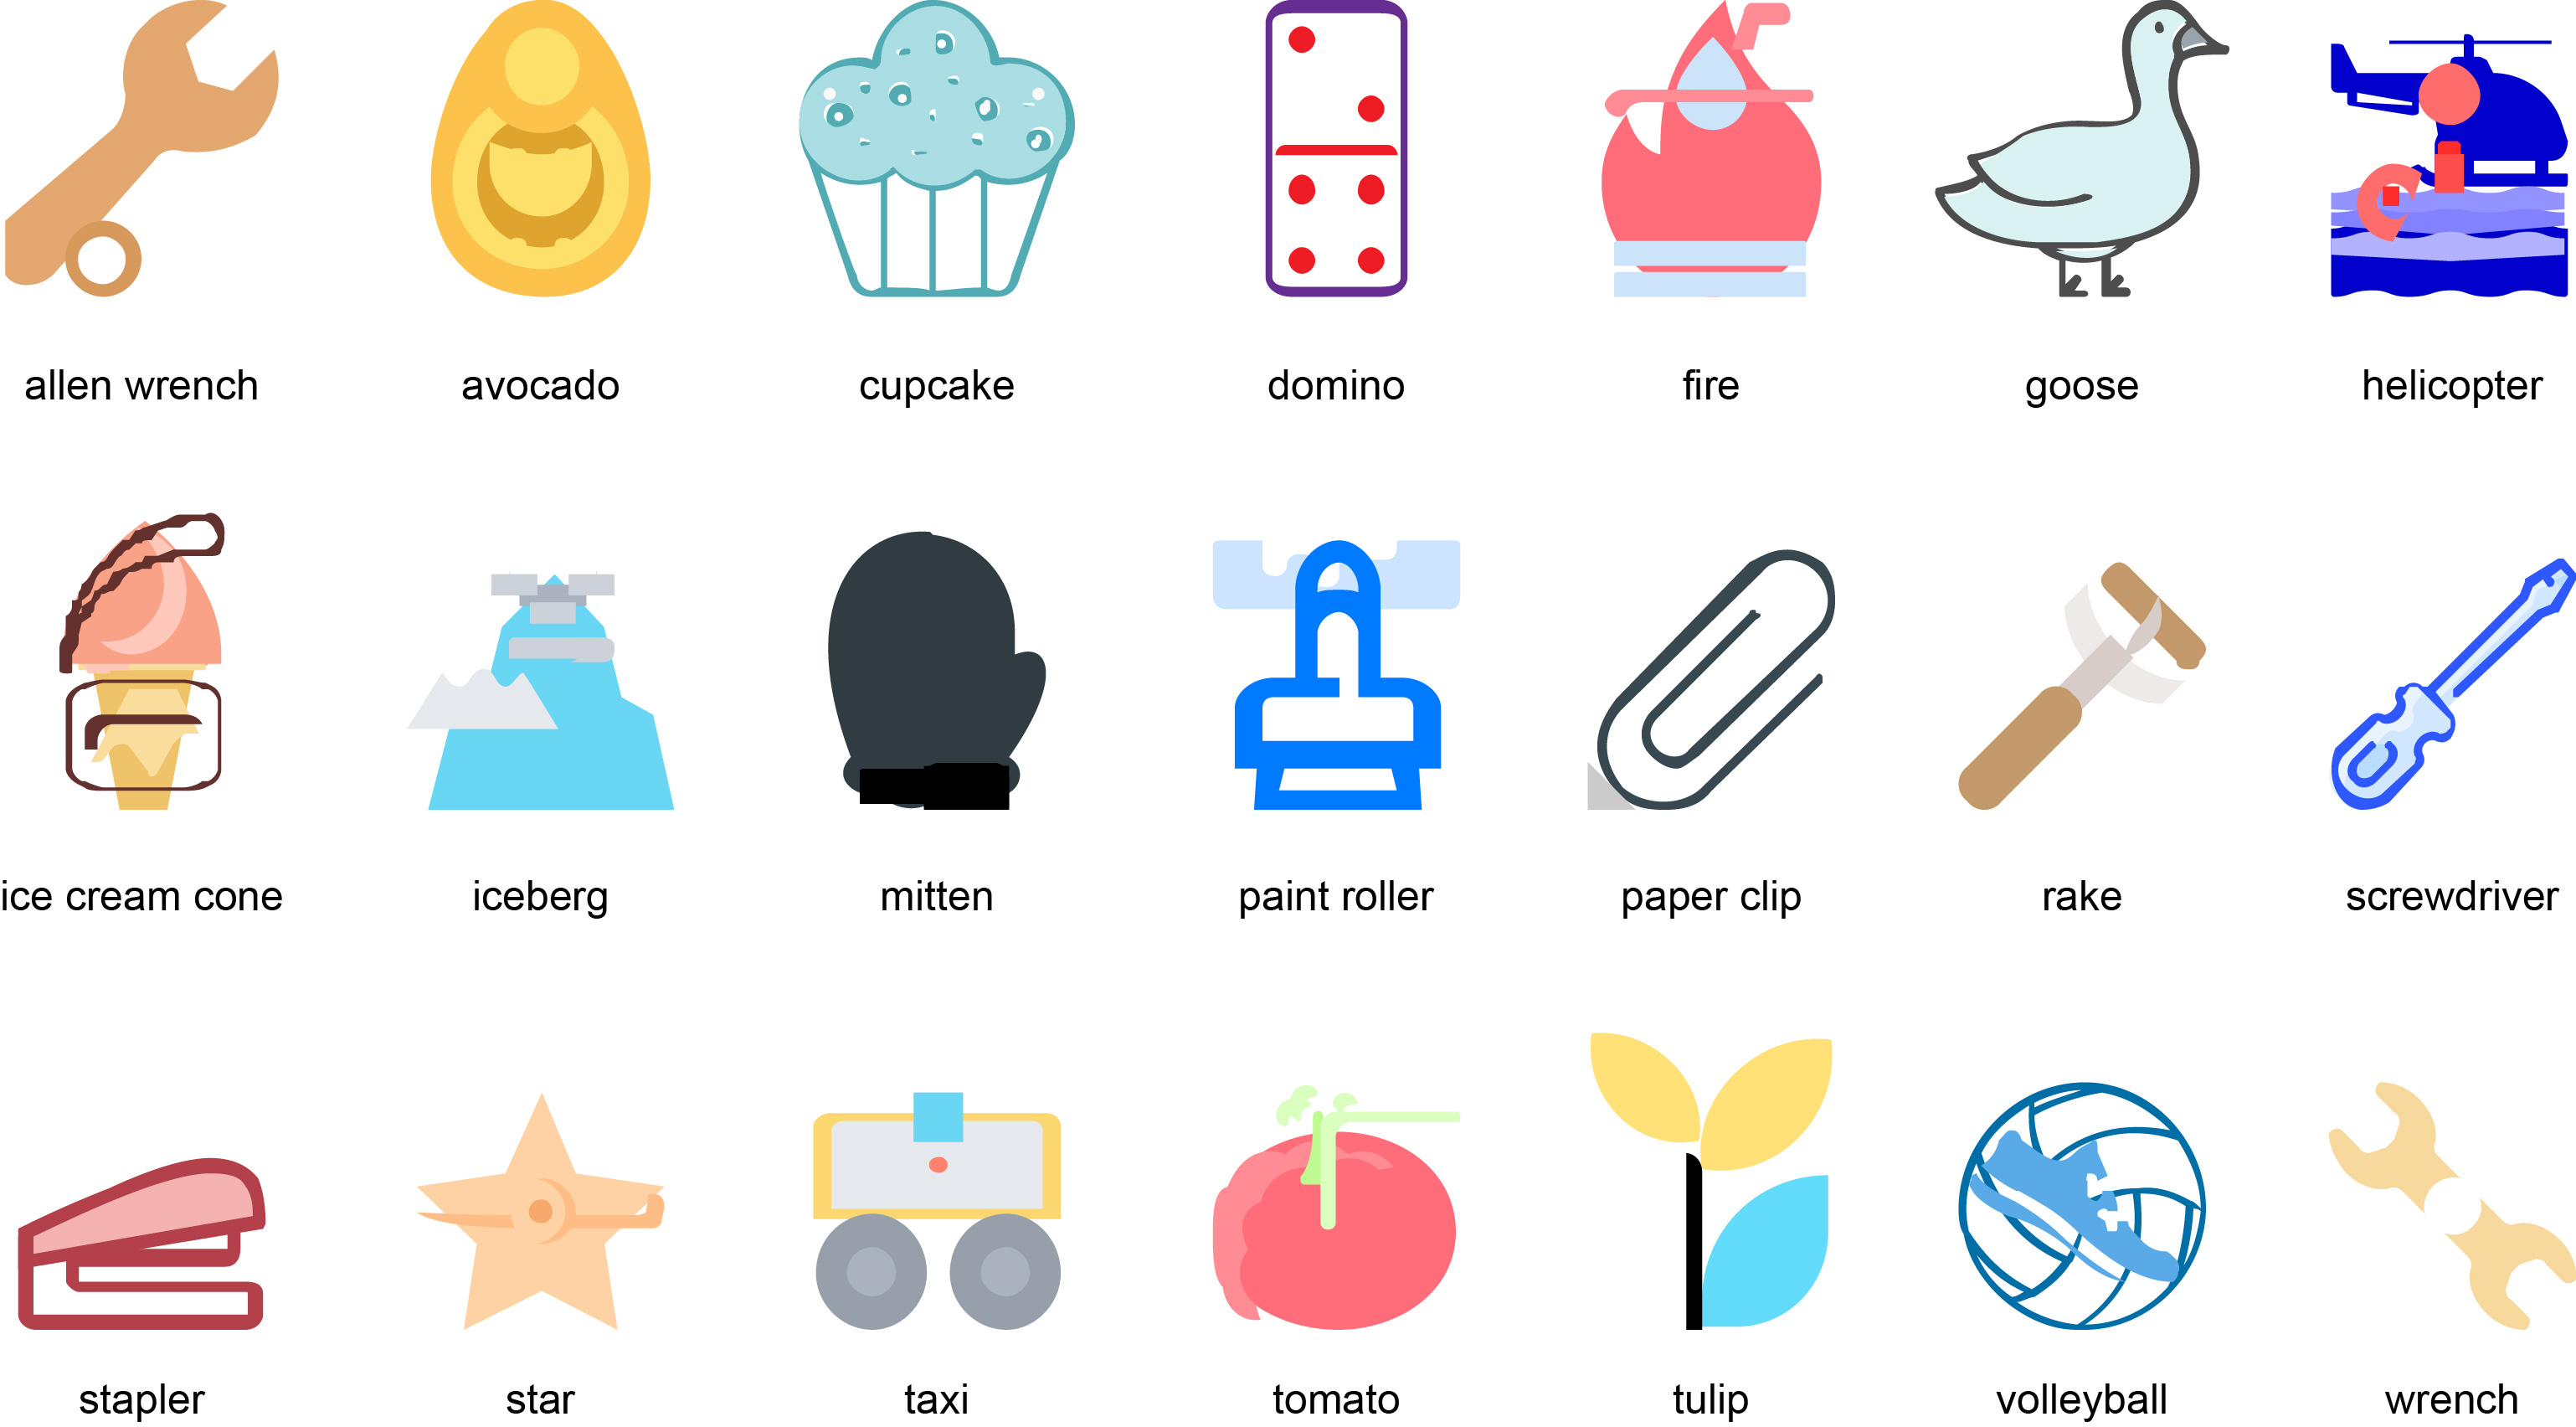 allen wrench
avocado
cupcake
domino
fire
goose
helicopter
ice cream cone
iceberg
mitten
paint roller
paper clip
rake
screwdriver
stapler
star
taxi
tomato
tulip
volleyball
wrench